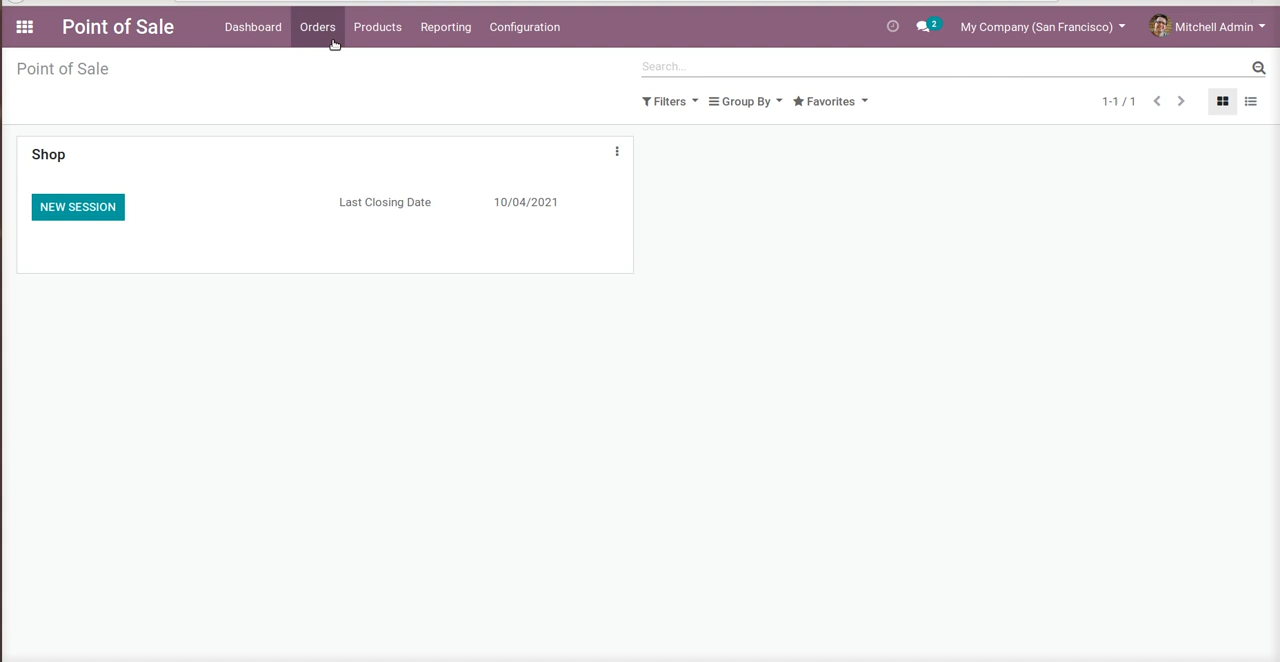 Point of Sale Dashboard Orders Products Reporting Configuration 2 My Company (San Francisco) Mitchell Admin
Point of Sale
Search...
Filters Group By Favorites 1-1 / 1
Shop
NEW SESSION Last Closing Date 10/04/2021